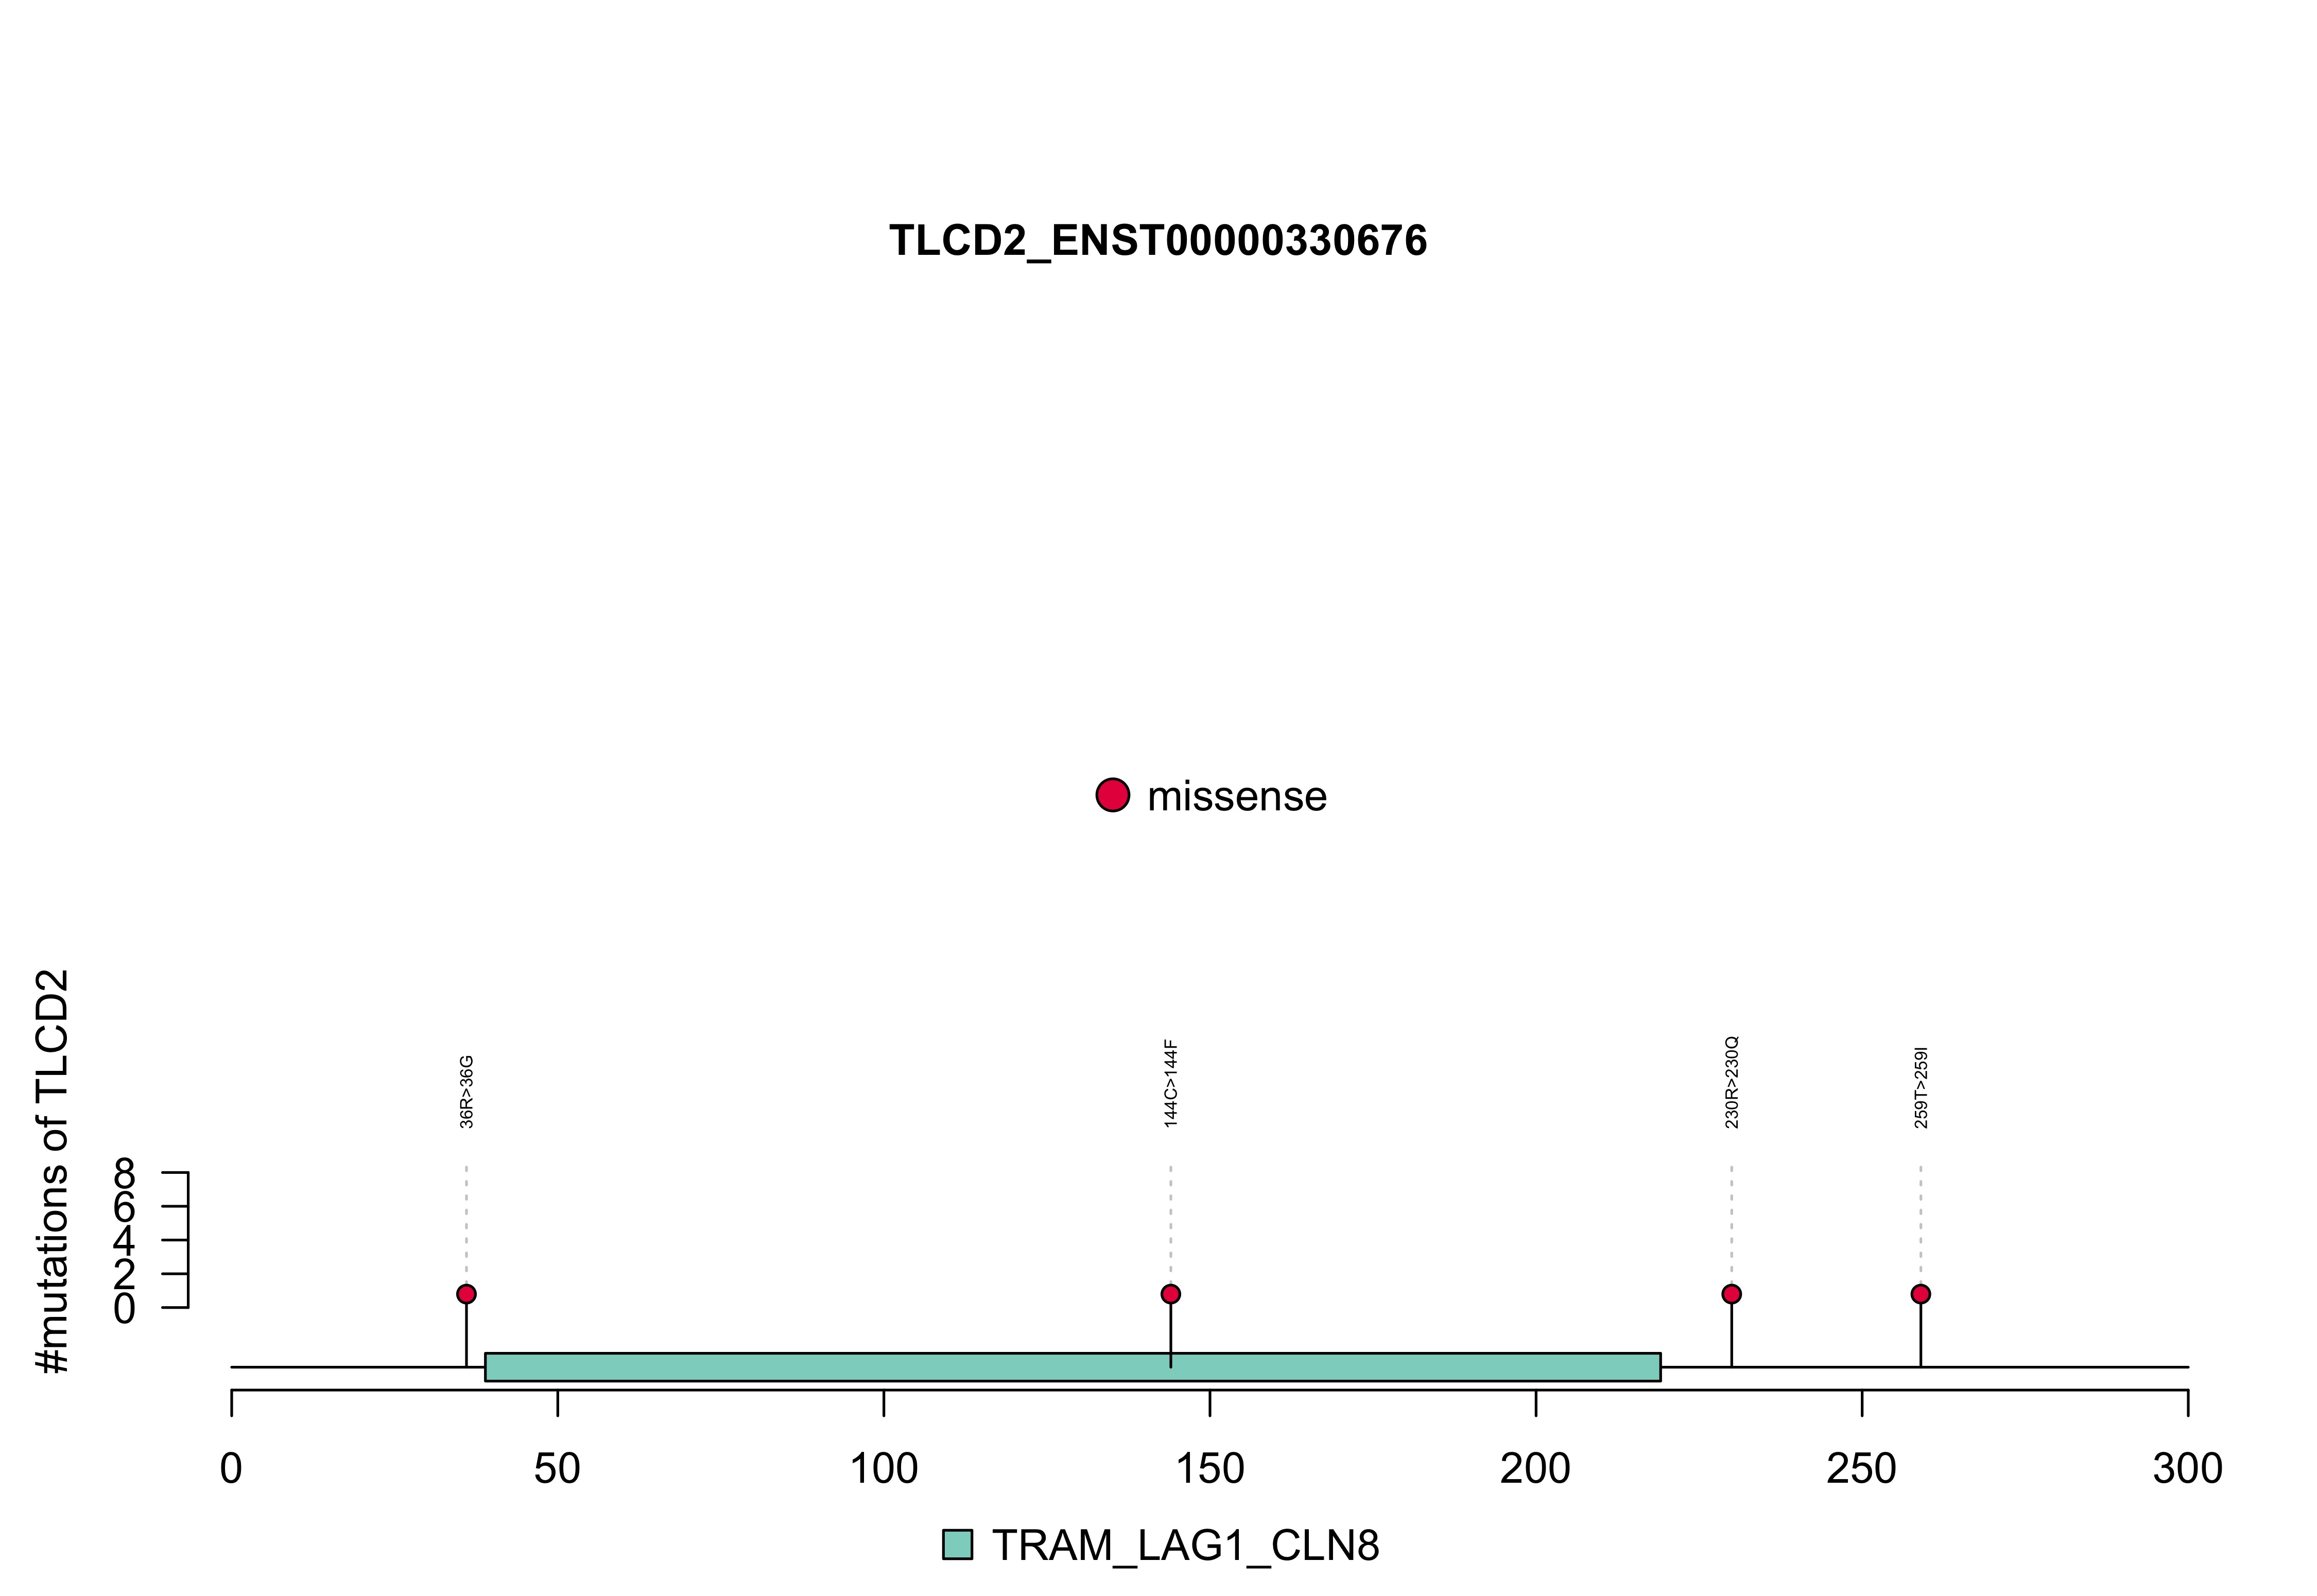 TLCD2_ENST00000330676
missense
#mutations of TLCD2
36R>36G
144C>144F
230R>230Q
259T>259I
8
6
4
2
0
0 50 100 150 200 250 300
TRAM_LAG1_CLN8